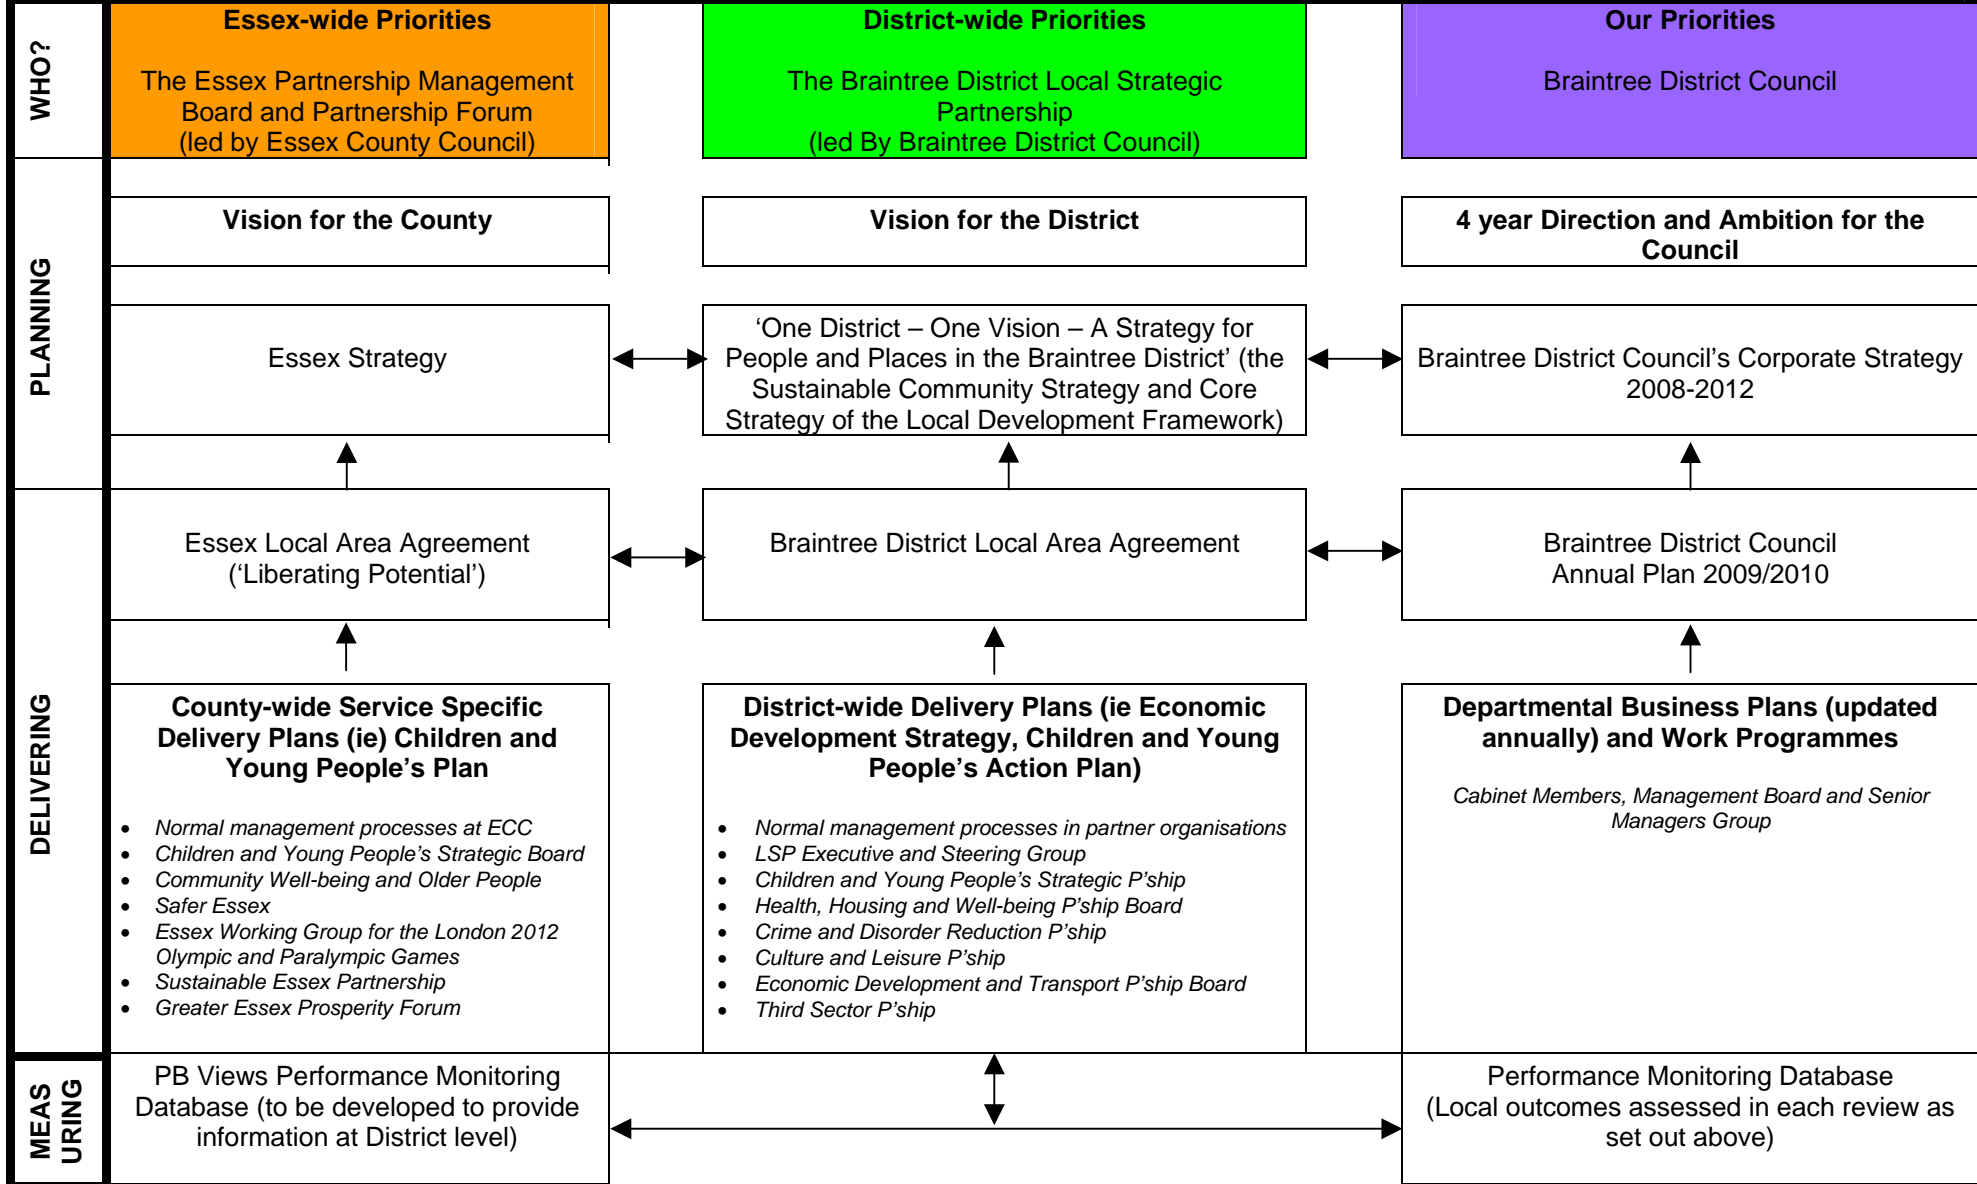 WHO?
Essex-wide Priorities
The Essex Partnership Management
Board and Partnership Forum
(led by Essex County Council)
District-wide Priorities
The Braintree District Local Strategic
Partnership
(led By Braintree District Council)
Our Priorities
Braintree District Council
PLANNING
Vision for the County
Vision for the District
4 year Direction and Ambition for the
Council
Essex Strategy
‘One District – One Vision – A Strategy for
People and Places in the Braintree District’ (the
Sustainable Community Strategy and Core
Strategy of the Local Development Framework)
Braintree District Council’s Corporate Strategy
2008-2012
DELIVERING
Essex Local Area Agreement
(‘Liberating Potential’)
Braintree District Local Area Agreement
Braintree District Council
Annual Plan 2009/2010
County-wide Service Specific
Delivery Plans (ie) Children and
Young People’s Plan
• Normal management processes at ECC
• Children and Young People’s Strategic Board
• Community Well-being and Older People
• Safer Essex
• Essex Working Group for the London 2012
Olympic and Paralympic Games
• Sustainable Essex Partnership
• Greater Essex Prosperity Forum
District-wide Delivery Plans (ie Economic
Development Strategy, Children and Young
People’s Action Plan)
• Normal management processes in partner organisations
• LSP Executive and Steering Group
• Children and Young People’s Strategic P’ship
• Health, Housing and Well-being P’ship Board
• Crime and Disorder Reduction P’ship
• Culture and Leisure P’ship
• Economic Development and Transport P’ship Board
• Third Sector P’ship
Departmental Business Plans (updated
annually) and Work Programmes
Cabinet Members, Management Board and Senior
Managers Group
MEAS
URING
PB Views Performance Monitoring
Database (to be developed to provide
information at District level)
Performance Monitoring Database
(Local outcomes assessed in each review as
set out above)